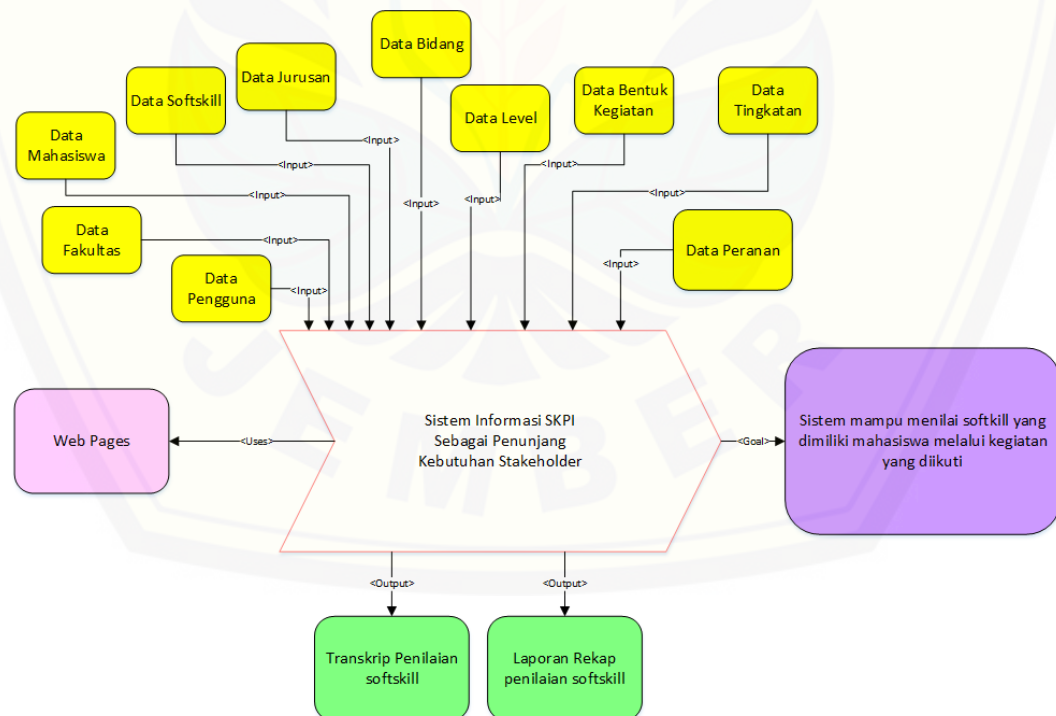 Data Bidang
Data Jurusan
Data Softskill
Data Bentuk
Kegiatan
Data
Tingkatan
Data Level
Data
Mahasiswa
<Input>
<Input>
<Input>
<Input>
<Input>
<Input>
<Input>
<Input>
Data
Fakultas
<Input>
Data Peranan
<Input>
Data
Pengguna
Sistem Informasi SKPI
Sebagai Penunjang
Kebutuhan Stakeholder
Web Pages
<Uses>
<Goal>
Sistem mampu menilai softkill yang
dimiliki mahasiswa melalui kegiatan
yang diikuti
JEMBER
<Output>
<Output>
Transkrip Penilaian
softskill
Laporan Rekap
penilaian softskill